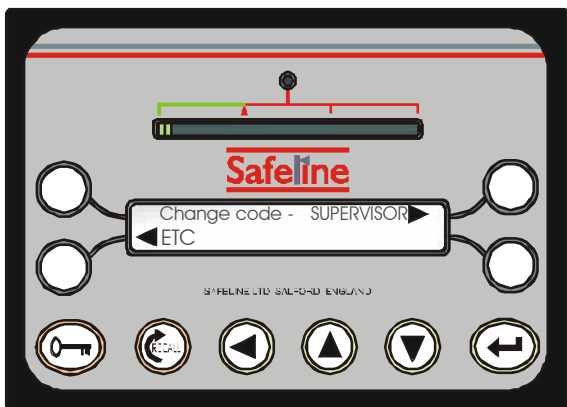 Safeline
Change code - SUPERVISOR
ETC
SAFELINE LTD SALFORD ENGLAND
RECALL